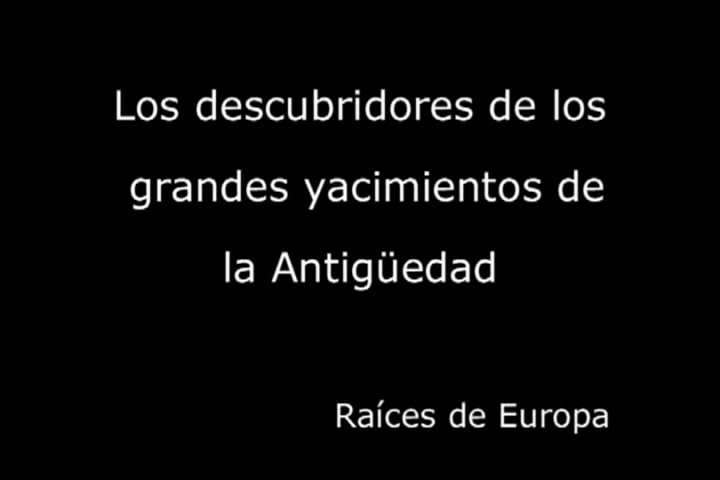 Los descubridores de los
grandes yacimientos de
la Antigüedad
Raíces de Europa